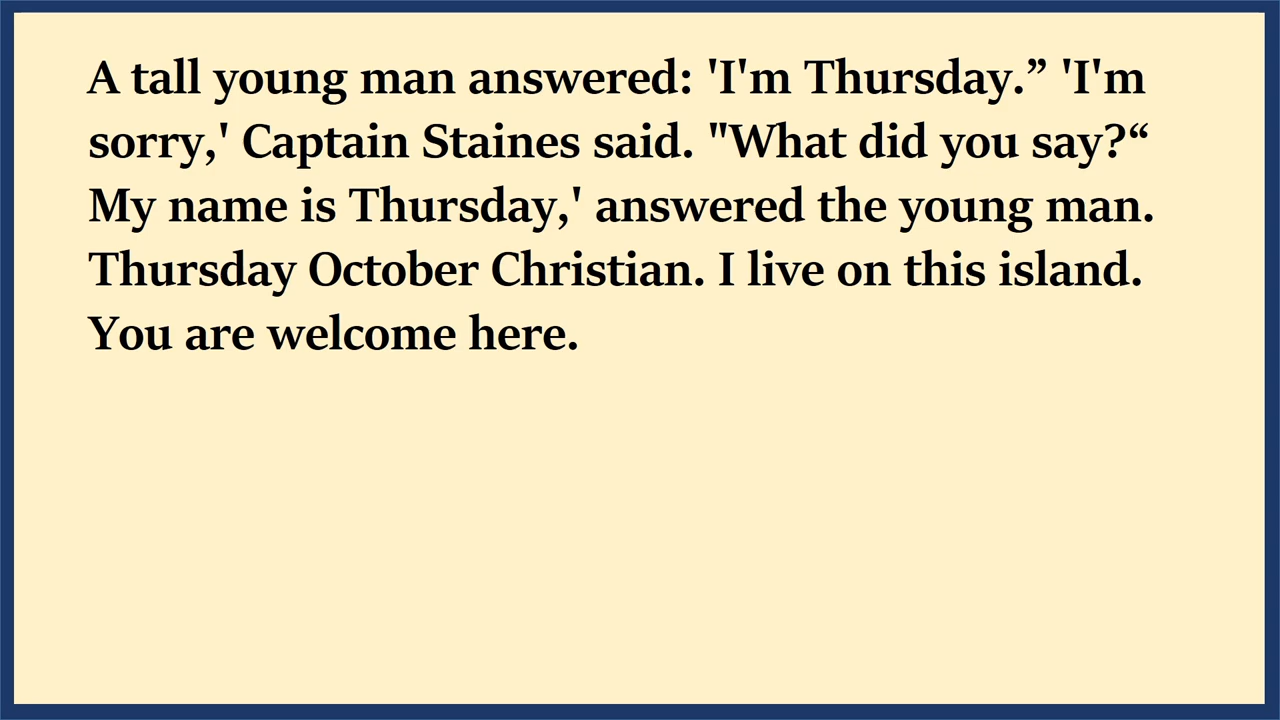 A tall young man answered: 'I'm Thursday.” 'I'm
sorry,' Captain Staines said. "What did you say?“
My name is Thursday,' answered the young man.
Thursday October Christian. I live on this island.
You are welcome here.